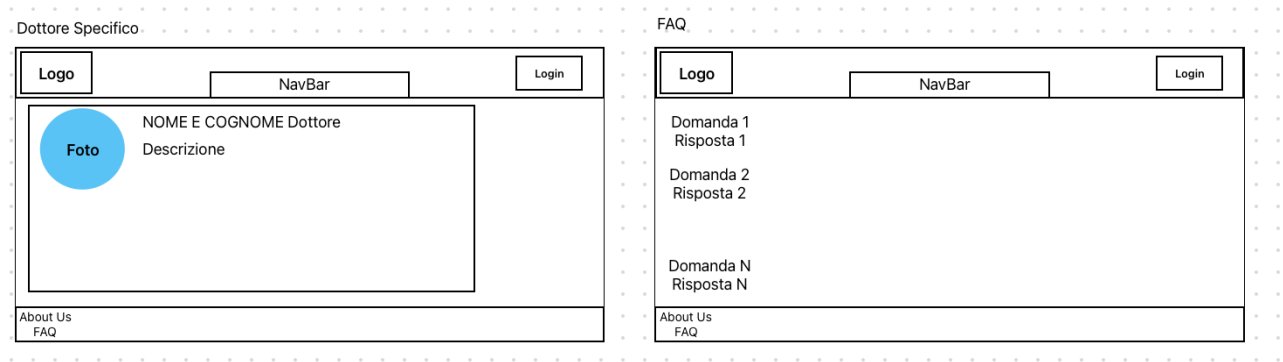 Dottore Specifico
Logo
NavBar
Login
Foto
NOME E COGNOME Dottore
Descrizione
About Us
FAQ
FAQ
Logo
NavBar
Login
Domanda 1
Risposta 1
Domanda 2
Risposta 2
Domanda N
Risposta N
About Us
FAQ